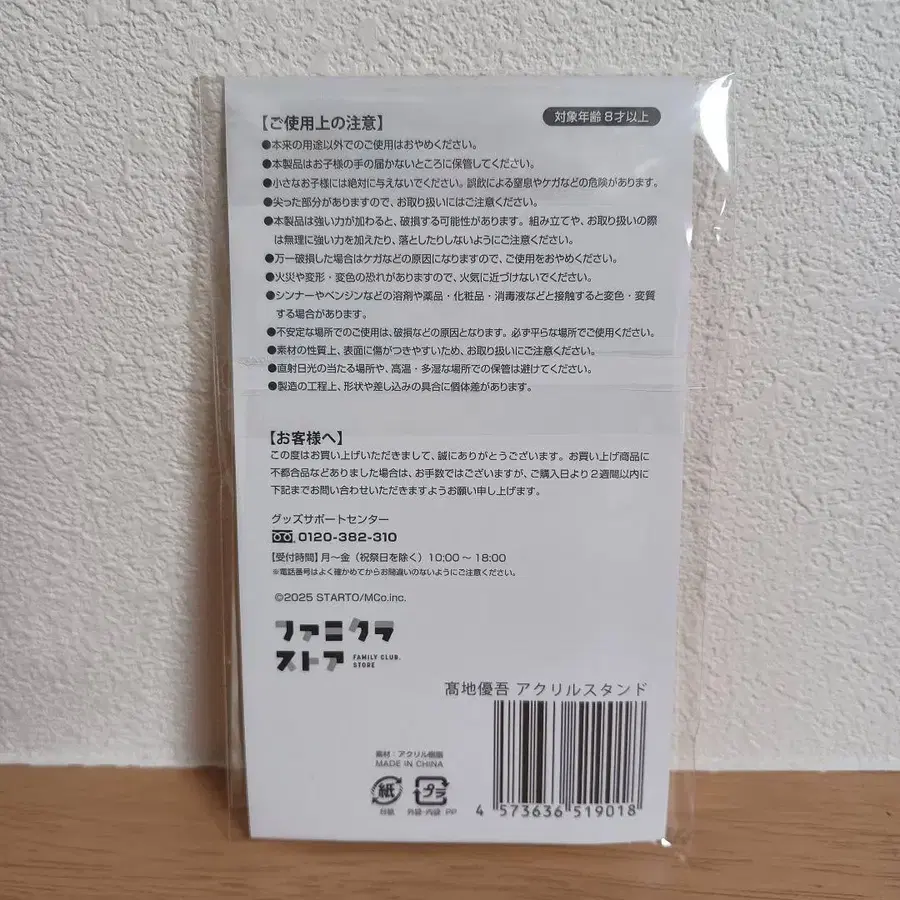 【ご使用上の注意】
対象年齢 8才以上
●本来の用途以外でのご使用はおやめください。
●本製品はお子様の手の届かないところに保管してください。
●小さなお子様には絶対に与えないでください。誤飲による窒息やケガなどの危険があります。
●尖った部分がありますので、お取り扱いにはご注意ください。
●本製品は強い力が加わると、破損する可能性があります。組み立てや、お取り扱いの際
は無理に強い力を加えたり、落としたりしないようにご注意ください。
●万一破損した場合はケガなどの原因になりますので、ご使用をおやめください。
●火災や変形・変色の恐れがありますので、火気に近づけないでください。
●シンナーやベンジンなどの溶剤や薬品・化粧品・消毒液などと接触すると変色・変質
する場合があります。
●不安定な場所でのご使用は、破損などの原因となります。必ず平らな場所でご使用ください。
●素材の性質上、表面に傷がつきやすいため、お取り扱いにご注意ください。
●直射日光の当たる場所や、高温・多湿な場所での保管は避けてください。
●製造の工程上、形状や差し込みの具合に個体差があります。
【お客様へ】
この度はお買い上げいただきまして、誠にありがとうございます。お買い上げ商品に
不都合品などありました場合は、お手数ではございますが、ご購入日より2週間以内に
下記までお問い合わせいただきますようお願い申し上げます。
グッズサポートセンター
0120-382-310
【受付時間】月〜金（祝祭日を除く）10:00〜18:00
※電話番号はよく確かめてからお間違いのないようにご注意ください。
©2025 STARTO/MCo.inc.
ファミクラ
ストア
FAMILY CLUB.
STORE
髙地優吾 アクリルスタンド
素材：アクリル樹脂
MADE IN CHINA
紙
プラ
台紙
外袋・内袋：PP
4 573636 519018